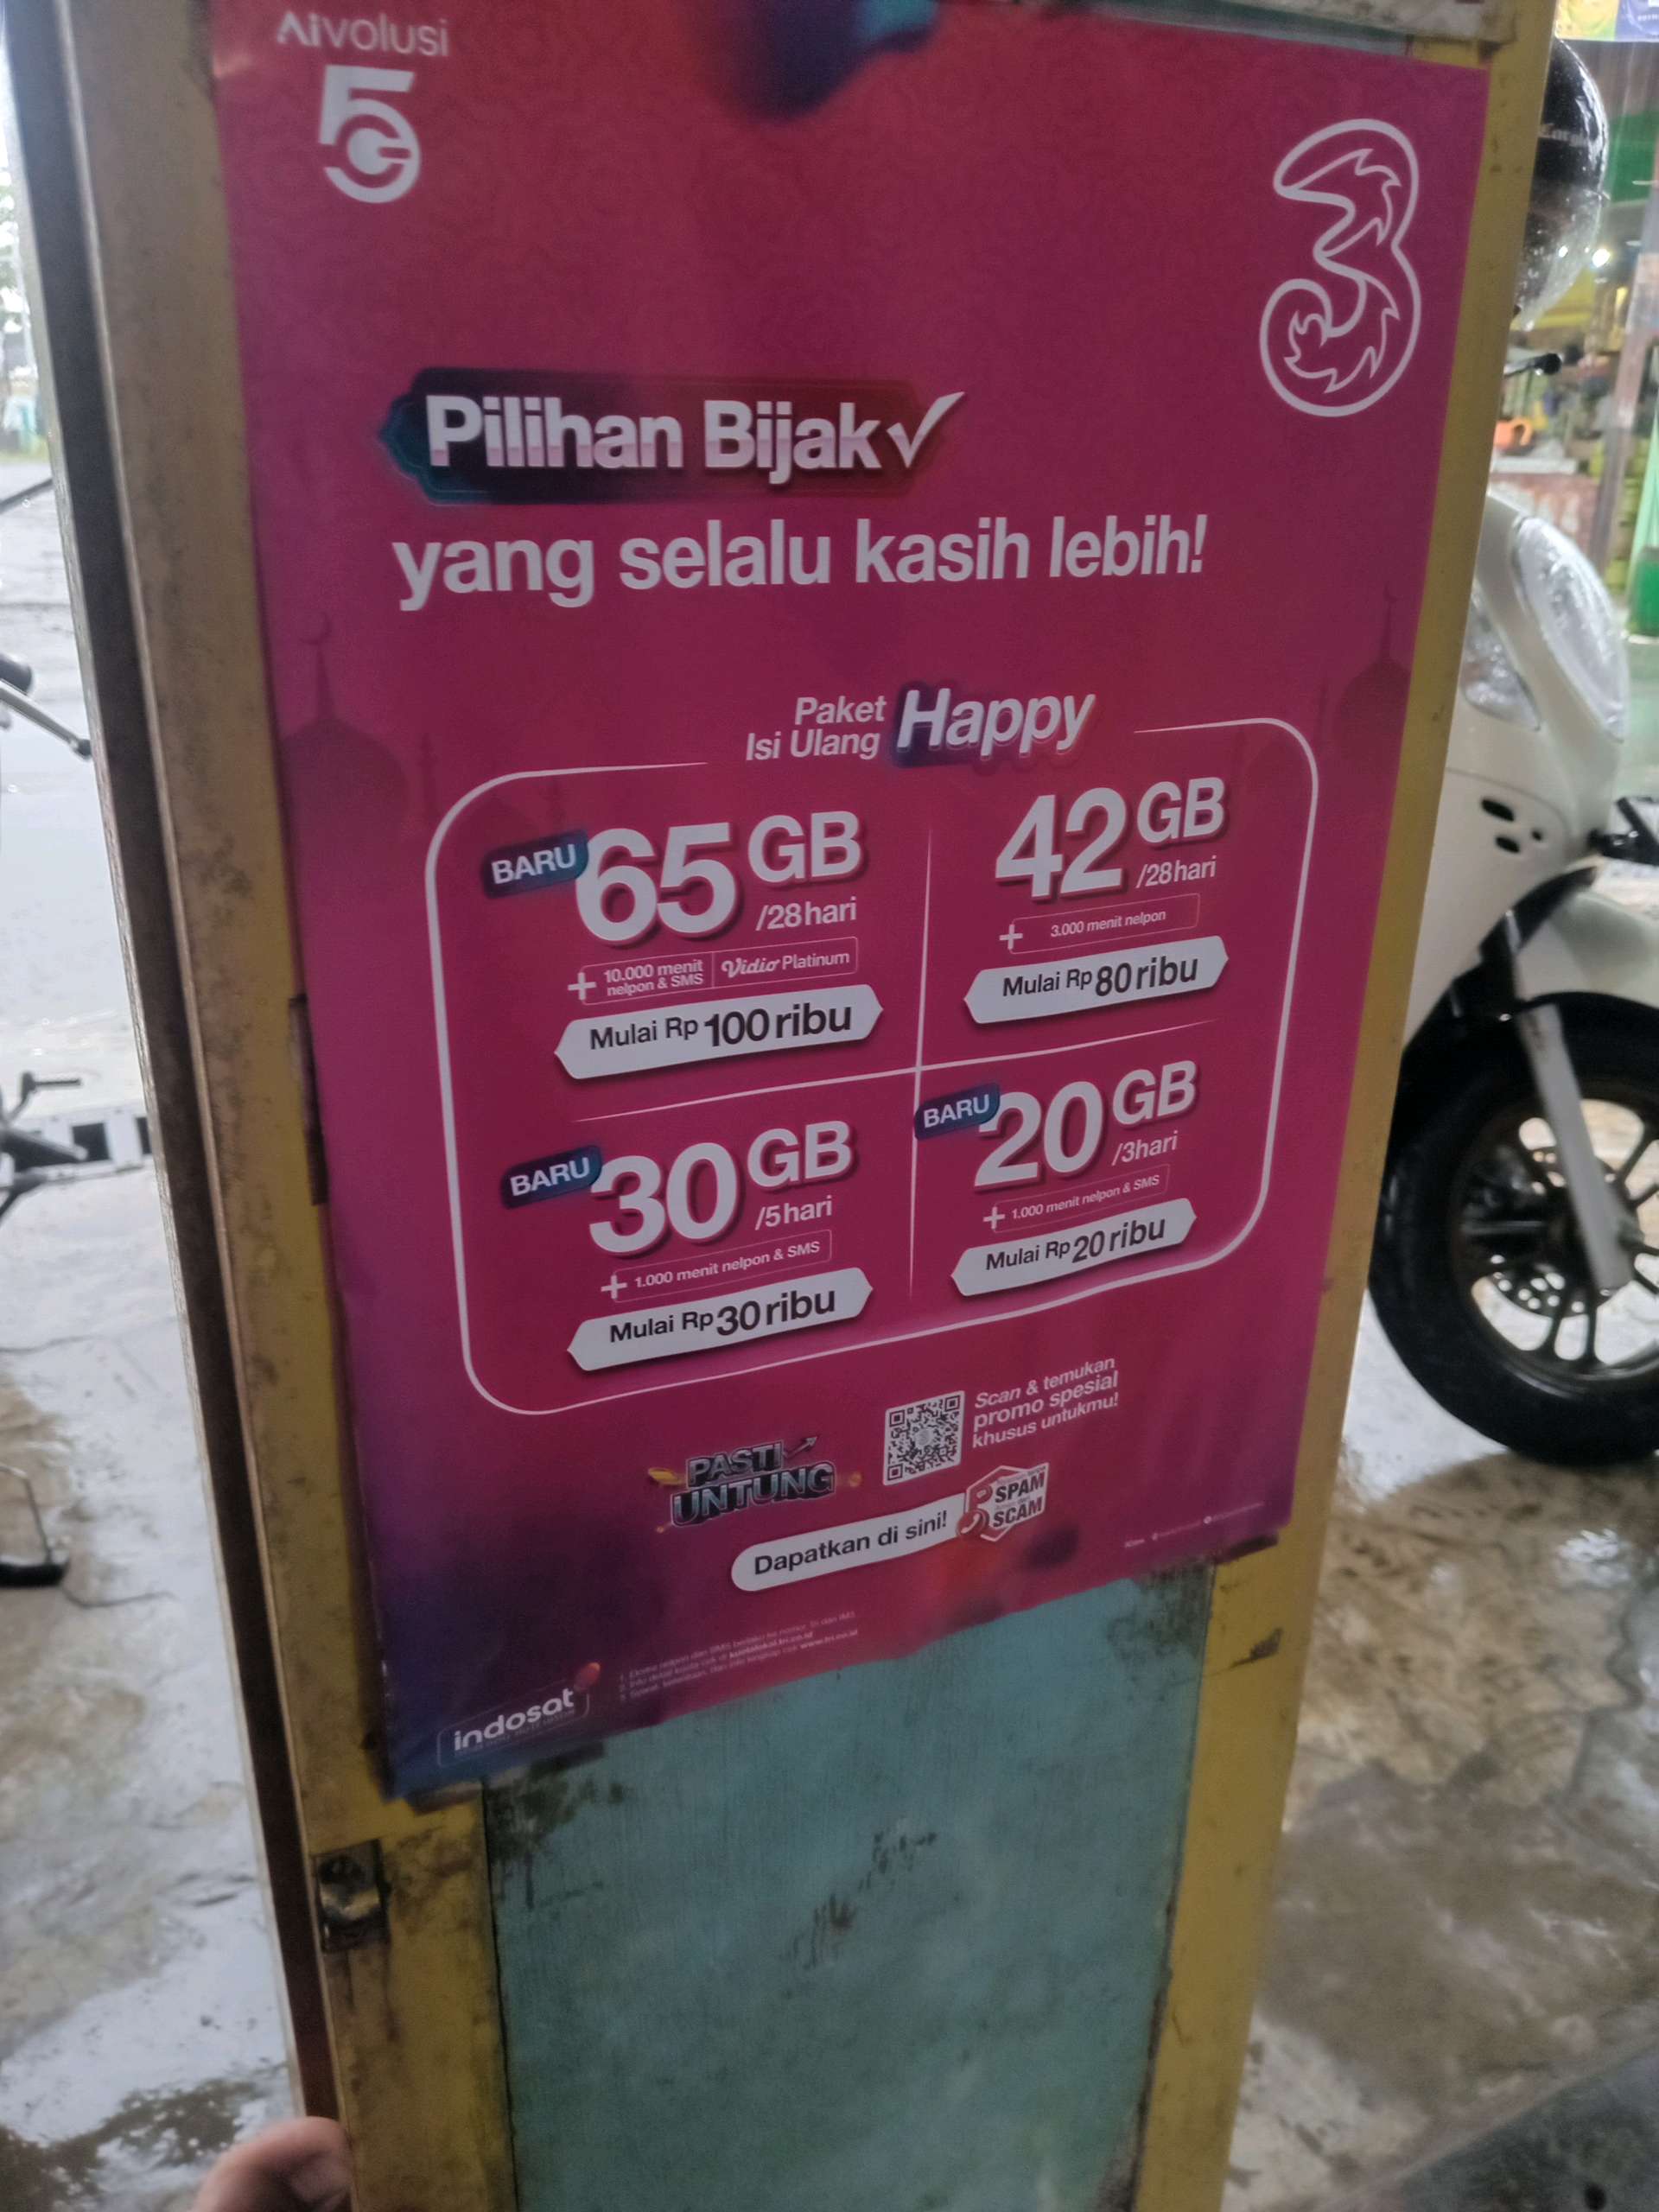 AIvolusi
5G
3
Pilihan Bijak
yang selalu kasih lebih!
Paket
Isi Ulang
Happy
BARU
65 GB
/28hari
+ 10.000 menit
nelpon & SMS
Vidio Platinum
Mulai Rp 100 ribu
42 GB
/28hari
+ 3.000 menit nelpon
Mulai Rp 80 ribu
BARU
30 GB
/5hari
+ 1.000 menit nelpon & SMS
Mulai Rp 30 ribu
BARU
20 GB
/3hari
+ 1.000 menit nelpon & SMS
Mulai Rp 20 ribu
Scan & temukan
promo spesial
khusus untukmu!
PASTI
UNTUNG
Dapatkan di sini!
SPAM
SCAM
indosat